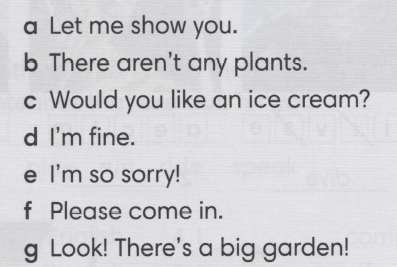 a Let me show you.
b There aren't any plants.
c Would you like an ice cream?
d I'm fine.
e I'm so sorry!
f Please come in.
g Look! There's a big garden!